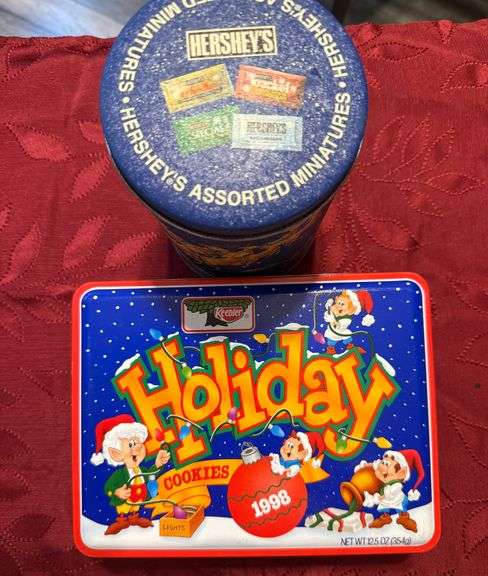 HERSHEY'S ASSORTED MINIATURES • HERSHEY'S ASSORTED MINIATURES •
HERSHEY'S
HERSHEY'S
Keebler
Holiday
COOKIES
1998
LIGHTS
NET WT 12.5 OZ (354g)